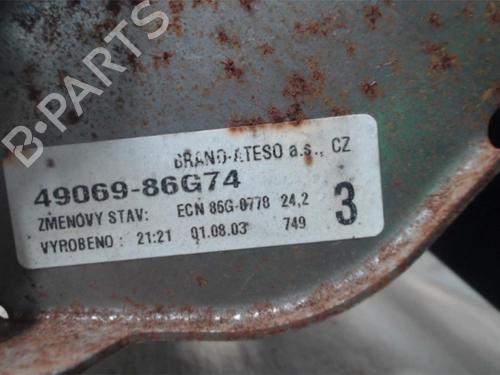 B-PARTS
BRANO-ATESO a.s., CZ
49069-86G74
ZMENOVY STAV: ECN 86G-0778 24,2
3
VYROBENO : 21:21 01.08.03 749